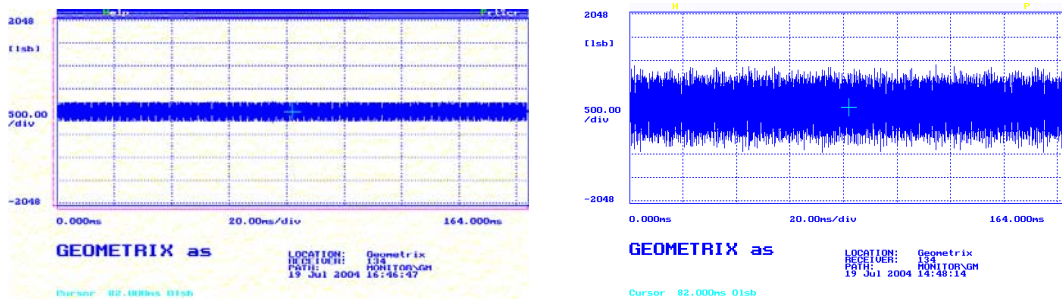 Help
2048
[lsb]
500.00
/div
-2048
0.000ms 20.00ms/div 164.000ms
GEOMETRIX as
LOCATION: Geometrix
RECEIVER: 134
PATH: MONITOR\GM
19 Jul 2004 16:46:47
Cursor 82.000ms 0lsb
H P
2048
[lsb]
500.00
/div
-2048
0.000ms 20.00ms/div 164.000ms
GEOMETRIX as
LOCATION: Geometrix
RECEIVER: 134
PATH: MONITOR\GM
19 Jul 2004 14:48:14
Cursor 82.000ms 0lsb